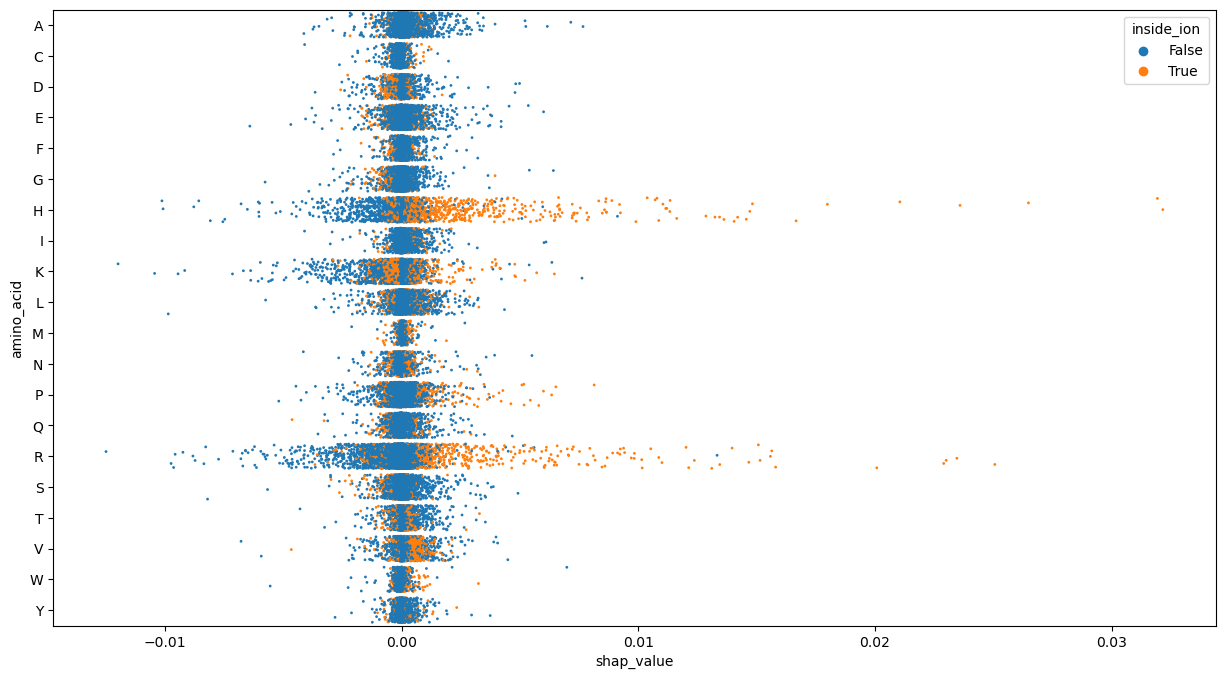 inside_ion
False
True
amino_acid
A
C
D
E
F
G
H
I
K
L
M
N
P
Q
R
S
T
V
W
Y
−0.01 0.00 0.01 0.02 0.03
shap_value